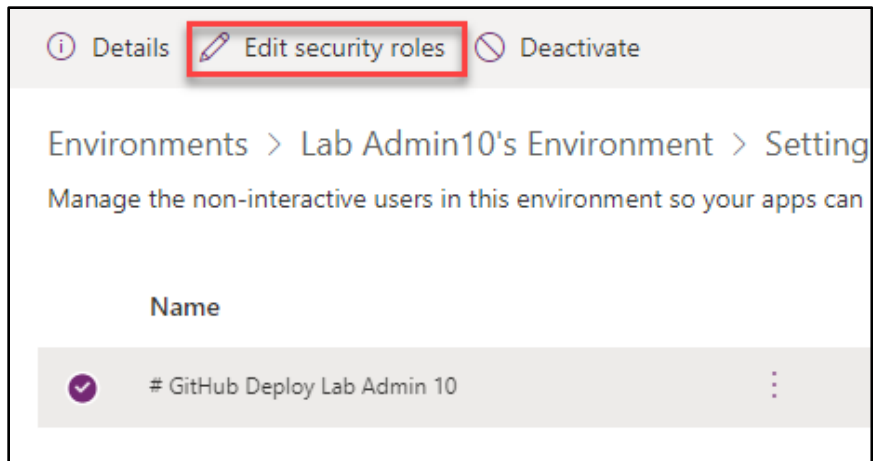 Details Edit security roles Deactivate
Environments > Lab Admin10's Environment > Setting
Manage the non-interactive users in this environment so your apps can
Name
# GitHub Deploy Lab Admin 10